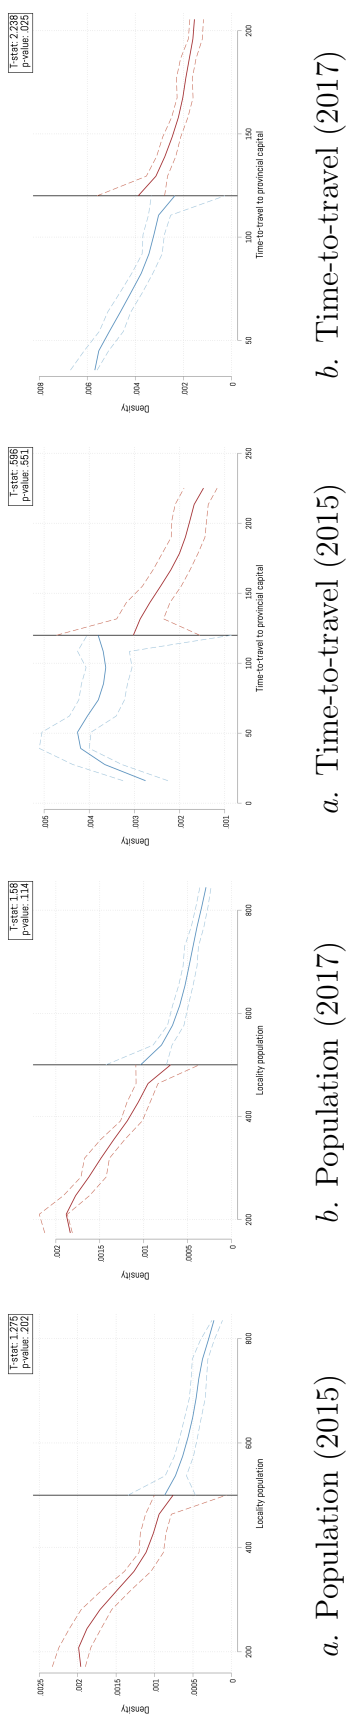 T-stat: 1.275
p-value: .202
Density
.0025
.002
.0015
.001
.0005
0
200
400
600
800
Locality population
a. Population (2015)
T-stat: 1.58
p-value: .114
Density
.002
.0015
.001
.0005
0
200
400
600
800
Locality population
b. Population (2017)
T-stat: .596
p-value: .551
Density
.005
.004
.003
.002
.001
0
50
100
150
200
250
Time-to-travel to provincial capital
a. Time-to-travel (2015)
T-stat: 2.238
p-value: .025
Density
.008
.006
.004
.002
0
50
100
150
200
Time-to-travel to provincial capital
b. Time-to-travel (2017)